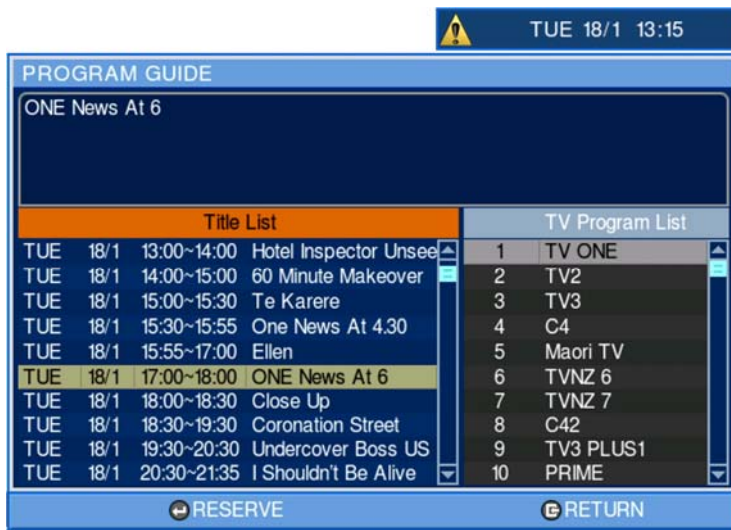 TUE 18/1 13:15
PROGRAM GUIDE
ONE News At 6
Title List
TUE 18/1 13:00~14:00 Hotel Inspector Unsee
TUE 18/1 14:00~15:00 60 Minute Makeover
TUE 18/1 15:00~15:30 Te Karere
TUE 18/1 15:30~15:55 One News At 4.30
TUE 18/1 15:55~17:00 Ellen
TUE 18/1 17:00~18:00 ONE News At 6
TUE 18/1 18:00~18:30 Close Up
TUE 18/1 18:30~19:30 Coronation Street
TUE 18/1 19:30~20:30 Undercover Boss US
TUE 18/1 20:30~21:35 I Shouldn't Be Alive
TV Program List
1 TV ONE
2 TV2
3 TV3
4 C4
5 Maori TV
6 TVNZ 6
7 TVNZ 7
8 C42
9 TV3 PLUS1
10 PRIME
RESERVE
RETURN